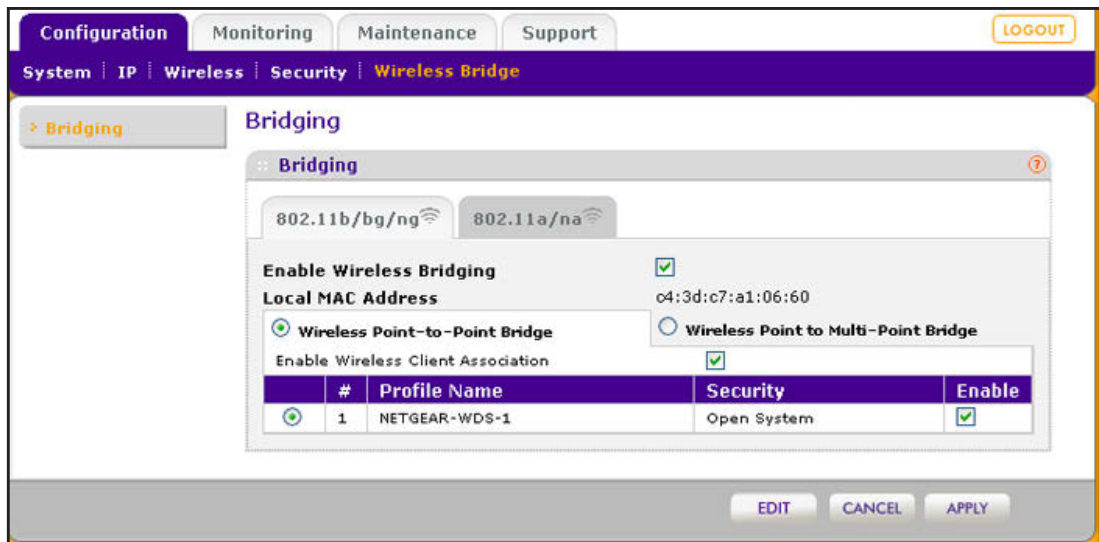 Configuration Monitoring Maintenance Support LOGOUT
System IP Wireless Security Wireless Bridge
Bridging
Bridging
Bridging
?
802.11b/bg/ng 802.11a/na
Enable Wireless Bridging
Local MAC Address c4:3d:c7:a1:06:60
Wireless Point-to-Point Bridge Wireless Point to Multi-Point Bridge
Enable Wireless Client Association
# Profile Name Security Enable
1 NETGEAR-WDS-1 Open System
EDIT CANCEL APPLY